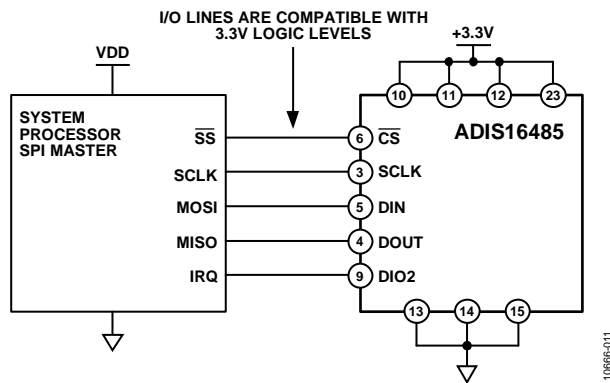 I/O LINES ARE COMPATIBLE WITH
3.3V LOGIC LEVELS
VDD
+3.3V
10
11
12
23
SYSTEM
PROCESSOR
SPI MASTER
ADIS16485
SS
6
CS
SCLK
3
SCLK
MOSI
5
DIN
MISO
4
DOUT
IRQ
9
DIO2
13
14
15
10666-011